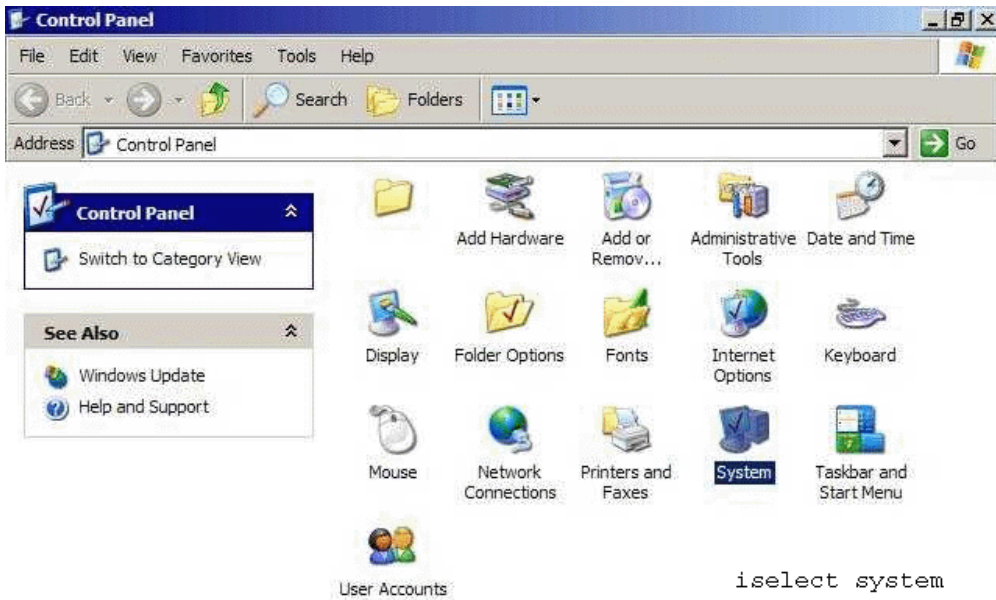 Control Panel
File Edit View Favorites Tools Help
Back Search Folders
Address Control Panel Go
Control Panel
Switch to Category View
See Also
Windows Update
Help and Support
Add Hardware
Add or
Remov...
Administrative
Tools
Date and Time
Display
Folder Options
Fonts
Internet
Options
Keyboard
Mouse
Network
Connections
Printers and
Faxes
System
Taskbar and
Start Menu
User Accounts
iselect system